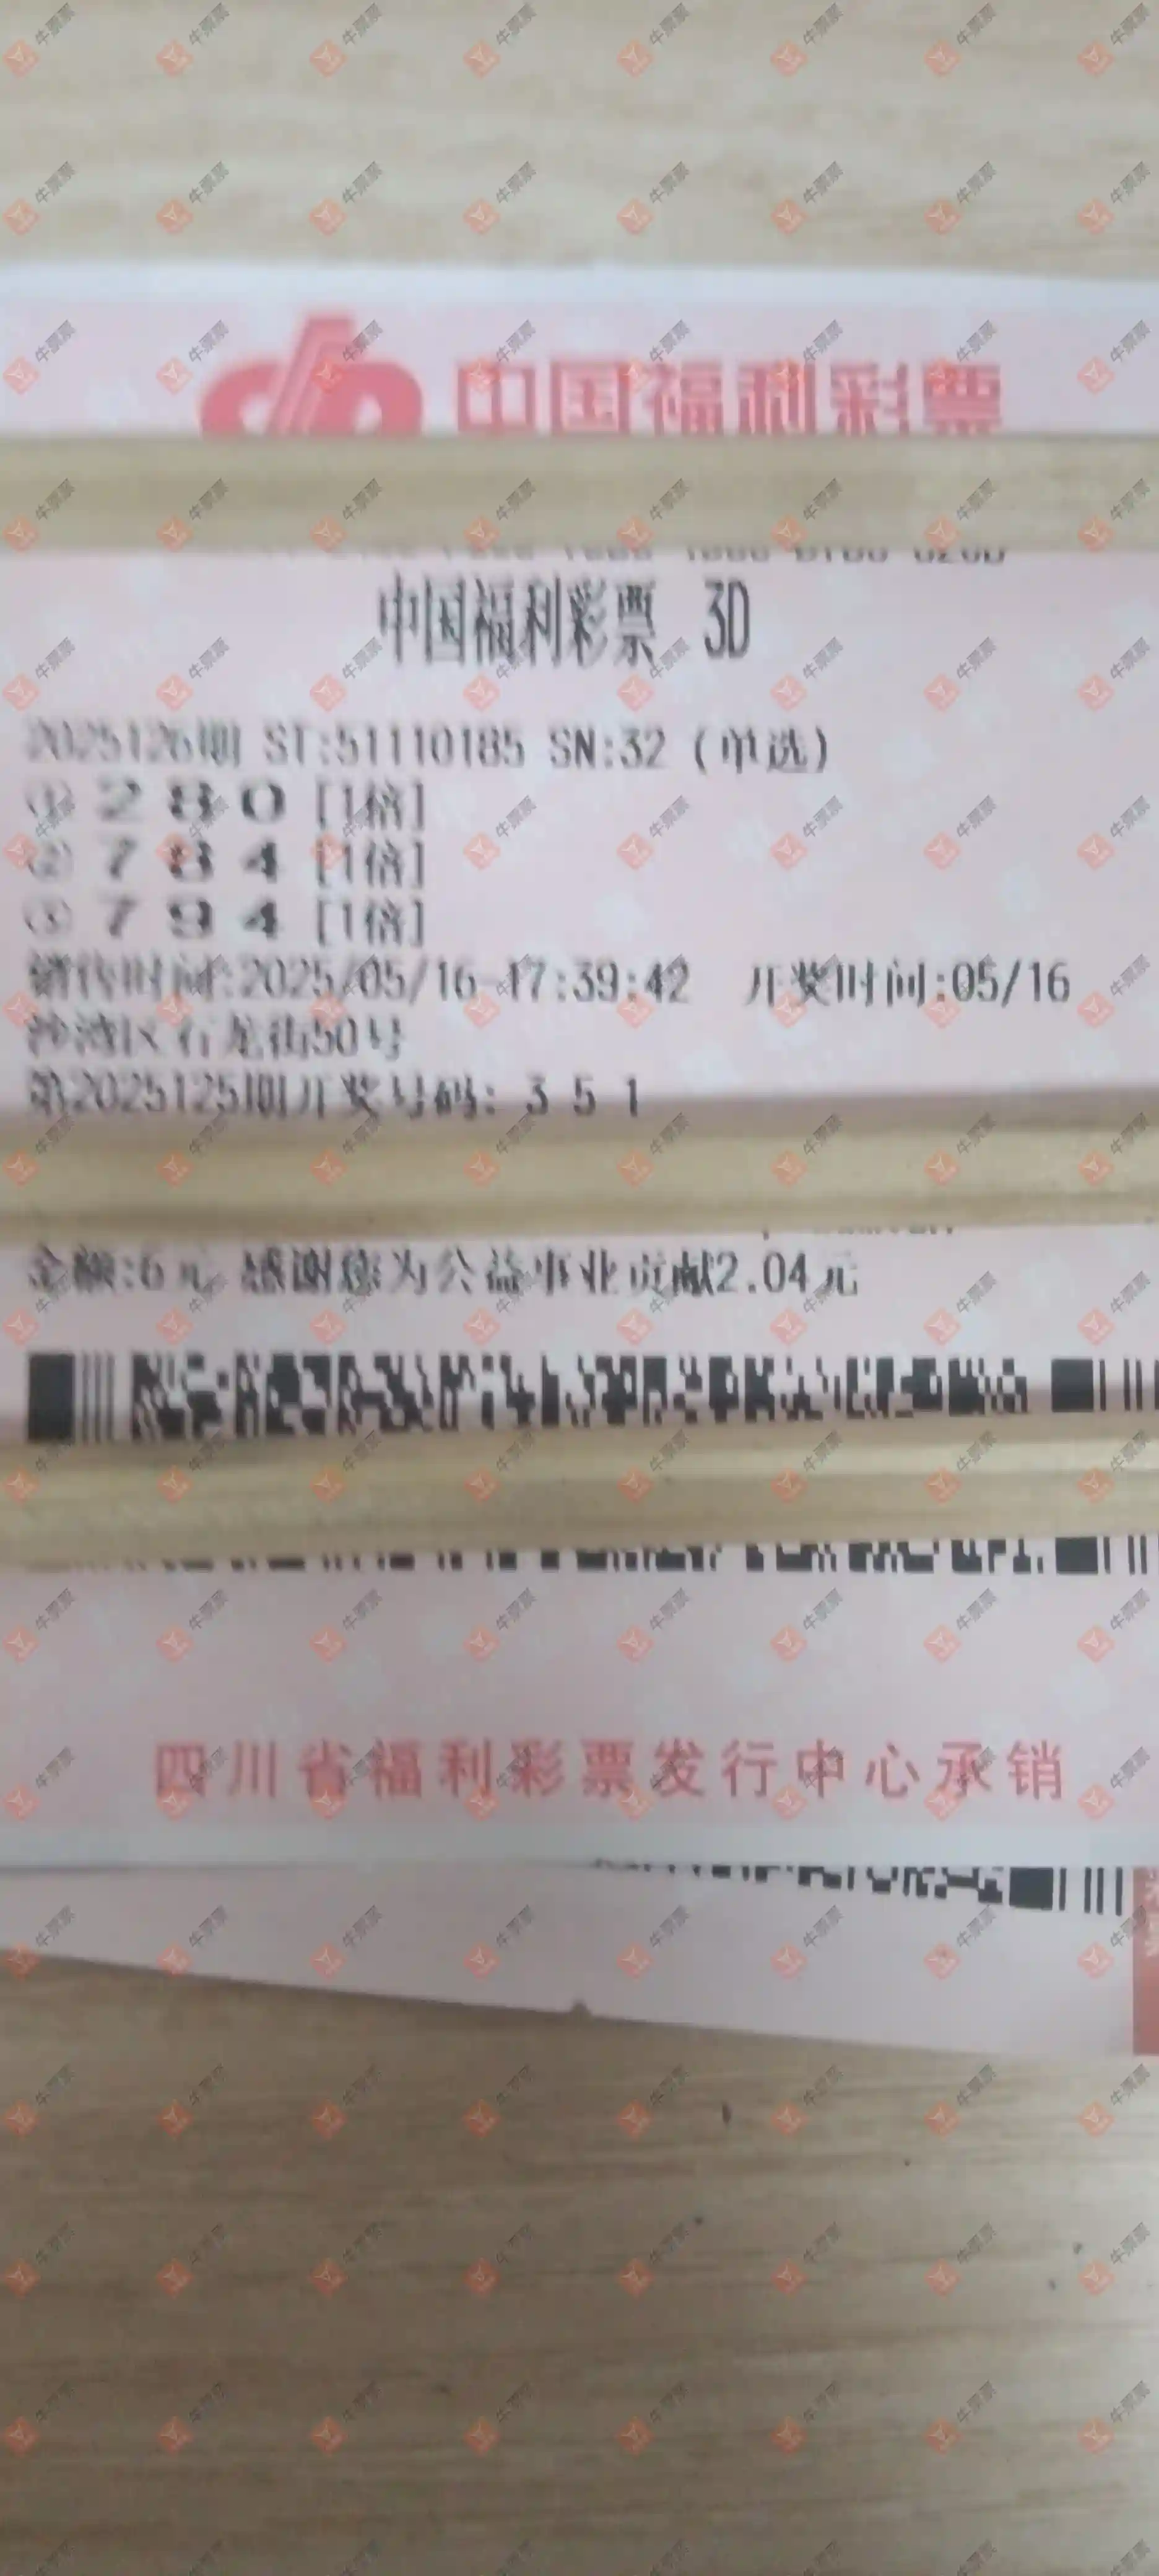 中国福利彩票
中国福利彩票 3D
2025126期 ST:51110185 SN:32 (单选)
① 2 8 0 [1倍]
② 7 8 4 [1倍]
③ 7 9 4 [1倍]
销售时间:2025/05/16-17:39:42 开奖时间:05/16
沙湾区石龙街50号
第2025125期开奖号码: 3 5 1
金额:6元 感谢您为公益事业贡献2.04元
四川省福利彩票发行中心承销
牛票票